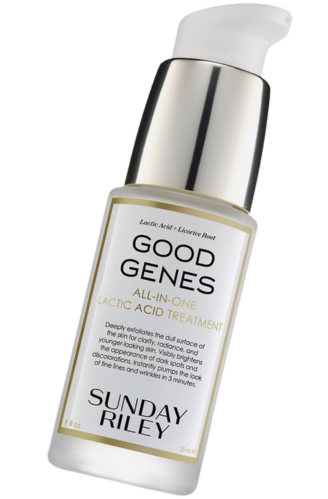 Lactic Acid + Licorice Root
GOOD
GENES
ALL-IN-ONE
LACTIC ACID TREATMENT
Deeply exfoliates the dull surface of
the skin for clarity, radiance, and
younger-looking skin. Visibly brightens
the appearance of dark spots and
discolorations. Instantly plumps the look
of fine lines and wrinkles in 3 minutes.
SUNDAY
RILEY
1 fl oz
30 ml e